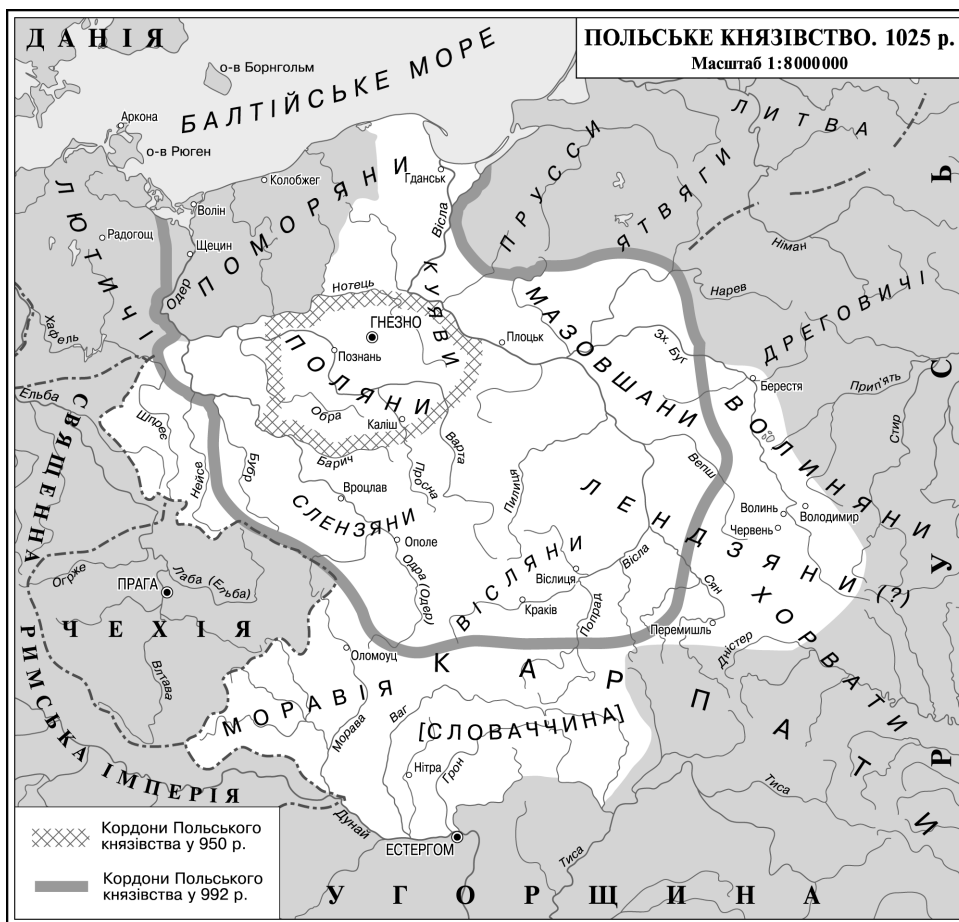 ПОЛЬСЬКЕ КНЯЗІВСТВО. 1025 р.
Масштаб 1:8000000
ДАНІЯ
о-в Борнгольм
БАЛТІЙСЬКЕ МОРЕ
Аркона
о-в Рюген
ЛИТВА
ПРУССИ
ЯТВЯГИ
Колобжег
Гданськ
ПОМОРЯНИ
ЛЮТИЧІ
Волін
Радогощ
Щецин
Вісла
Німан
Одер
Нотець
КУЯВИ
Нарев
ДРЕГОВИЧІ
Хафель
ГНЕЗНО
МАЗОВШАНИ
Плоцьк
Зх. Буг
Познань
ПОЛЯНИ
Берестя
Прип'ять
Ельба
СВЯЩЕННА
РИМСЬКА ІМПЕРІЯ
Шпрее
Обра
Каліш
Варта
ВОЛИНЯНИ
Стир
Нейсе
Бубр
Барич
Просна
Вепш
Вроцлав
СЛЕНЗЯНИ
Пилипя
ЛЕНДЗЯНИ (?)
Волинь
Володимир
Червень
Ополе
Одра (Одер)
ВІСЛЯНИ
Вісла
Віслиця
Краків
Сян
ХОРВАТИ
Огрже
ПРАГА
Лаба (Ельба)
ЧЕХІЯ
Попрад
Перемишль
Дністер
Влтава
Оломоуц
КАРПАТИ
РУСЬ
МОРАВІЯ
Морава
Ваг
[СЛОВАЧЧИНА]
Нітра
Грон
Тиса
Дунай
ЕСТЕРГОМ
Тиса
УГОРЩИНА
Кордони Польського
князівства у 950 р.
Кордони Польського
князівства у 992 р.